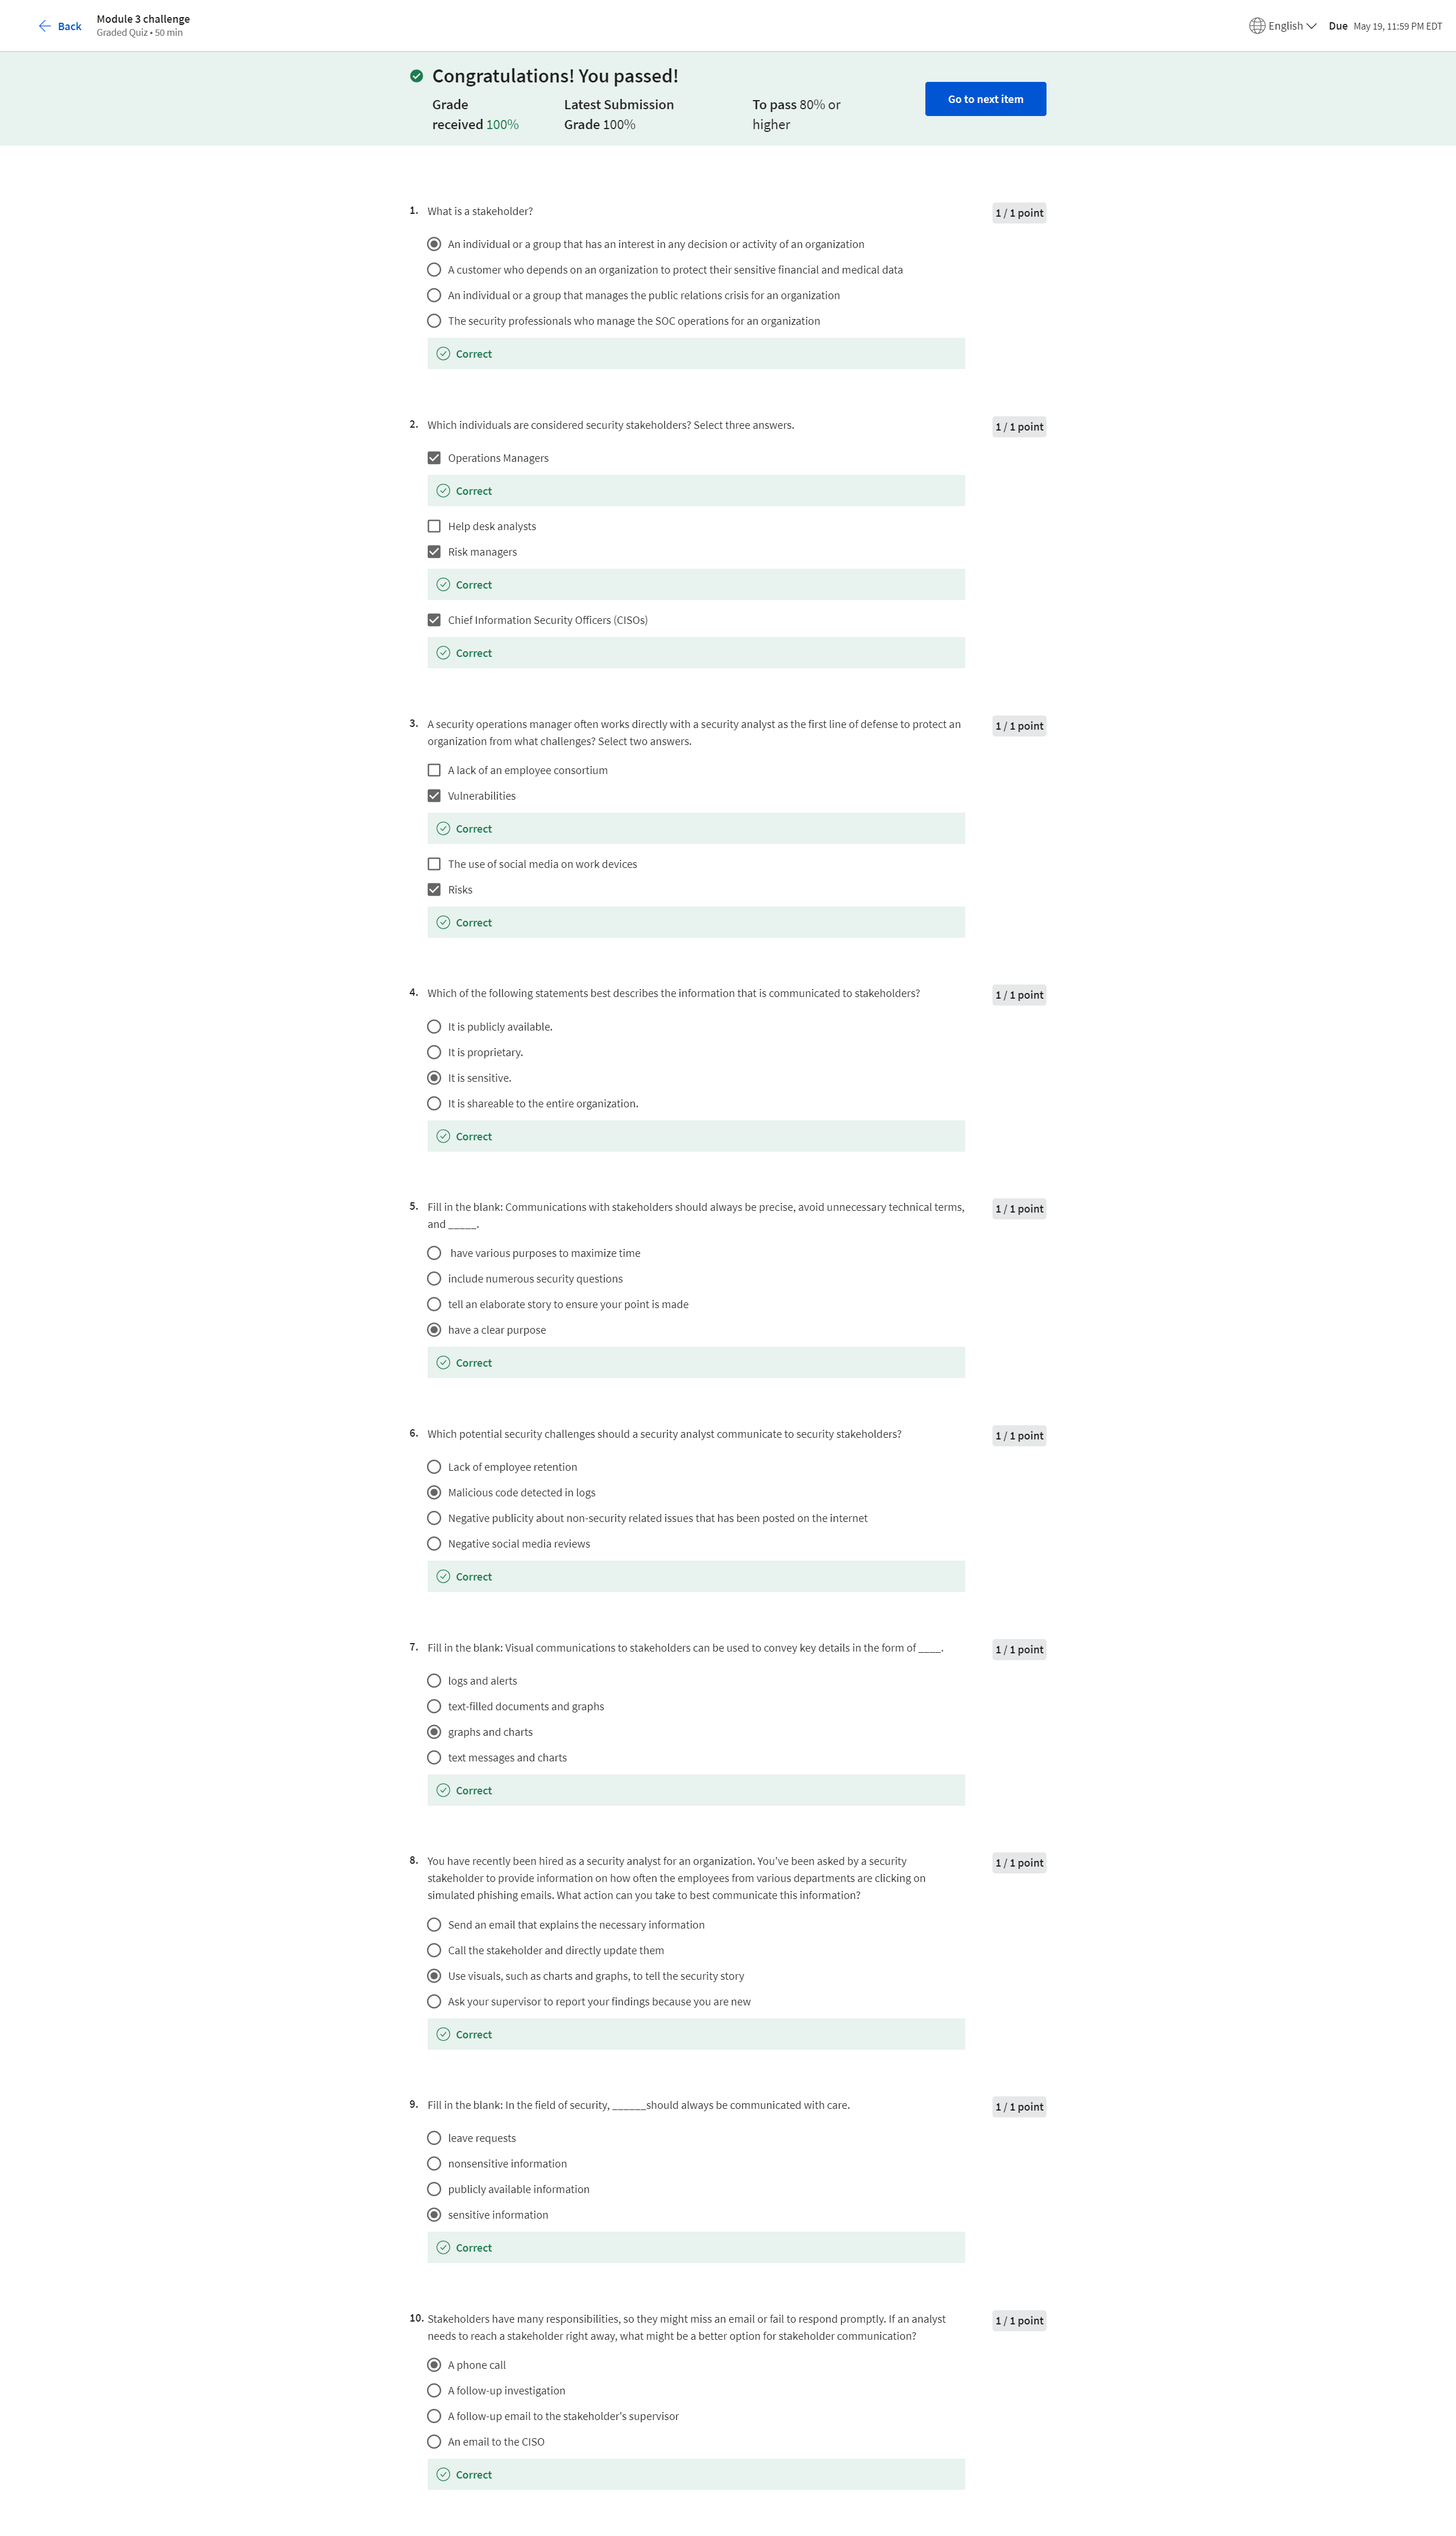 Back
Module 3 challenge
Graded Quiz • 50 min
English
Due May 19, 11:59 PM EDT
Congratulations! You passed!
Grade
received 100%
Latest Submission
Grade 100%
To pass 80% or
higher
Go to next item
1. What is a stakeholder?
1 / 1 point
An individual or a group that has an interest in any decision or activity of an organization
A customer who depends on an organization to protect their sensitive financial and medical data
An individual or a group that manages the public relations crisis for an organization
The security professionals who manage the SOC operations for an organization
Correct
2. Which individuals are considered security stakeholders? Select three answers.
1 / 1 point
Operations Managers
Correct
Help desk analysts
Risk managers
Correct
Chief Information Security Officers (CISOs)
Correct
3. A security operations manager often works directly with a security analyst as the first line of defense to protect an
organization from what challenges? Select two answers.
1 / 1 point
A lack of an employee consortium
Vulnerabilities
Correct
The use of social media on work devices
Risks
Correct
4. Which of the following statements best describes the information that is communicated to stakeholders?
1 / 1 point
It is publicly available.
It is proprietary.
It is sensitive.
It is shareable to the entire organization.
Correct
5. Fill in the blank: Communications with stakeholders should always be precise, avoid unnecessary technical terms,
and _____.
1 / 1 point
have various purposes to maximize time
include numerous security questions
tell an elaborate story to ensure your point is made
have a clear purpose
Correct
6. Which potential security challenges should a security analyst communicate to security stakeholders?
1 / 1 point
Lack of employee retention
Malicious code detected in logs
Negative publicity about non-security related issues that has been posted on the internet
Negative social media reviews
Correct
7. Fill in the blank: Visual communications to stakeholders can be used to convey key details in the form of ____.
1 / 1 point
logs and alerts
text-filled documents and graphs
graphs and charts
text messages and charts
Correct
8. You have recently been hired as a security analyst for an organization. You've been asked by a security
stakeholder to provide information on how often the employees from various departments are clicking on
simulated phishing emails. What action can you take to best communicate this information?
1 / 1 point
Send an email that explains the necessary information
Call the stakeholder and directly update them
Use visuals, such as charts and graphs, to tell the security story
Ask your supervisor to report your findings because you are new
Correct
9. Fill in the blank: In the field of security, ______should always be communicated with care.
1 / 1 point
leave requests
nonsensitive information
publicly available information
sensitive information
Correct
10. Stakeholders have many responsibilities, so they might miss an email or fail to respond promptly. If an analyst
needs to reach a stakeholder right away, what might be a better option for stakeholder communication?
1 / 1 point
A phone call
A follow-up investigation
A follow-up email to the stakeholder's supervisor
An email to the CISO
Correct